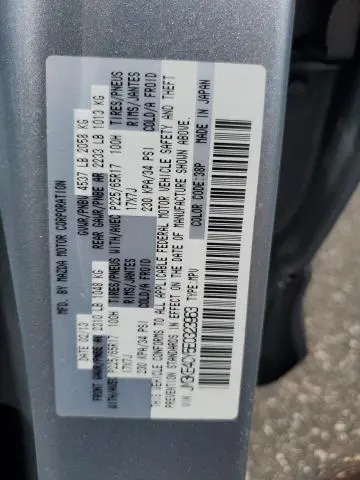 MFG. BY MAZDA MOTOR CORPORATION
DATE 02/13 GVWR/PNBV 4537 LB 2058 KG
FRONT GAWR/PNBE AV 2310 LB 1048 KG REAR GAWR/PNBE AR 2233 LB 1013 KG
TIRES/PNEUS TIRES/PNEUS
WITH/AVEC P225/65R17 100H WITH/AVEC P225/65R17 100H
RIMS/JANTES 17X7J RIMS/JANTES 17X7J
COLD/A FROID 230 KPA/34 PSI COLD/A FROID 230 KPA/34 PSI
THIS VEHICLE CONFORMS TO ALL APPLICABLE FEDERAL MOTOR VEHICLE SAFETY AND THEFT
PREVENTION STANDARDS IN EFFECT ON THE DATE OF MANUFACTURE SHOWN ABOVE.
TYPE:MPV COLOR CODE:38P MADE IN JAPAN